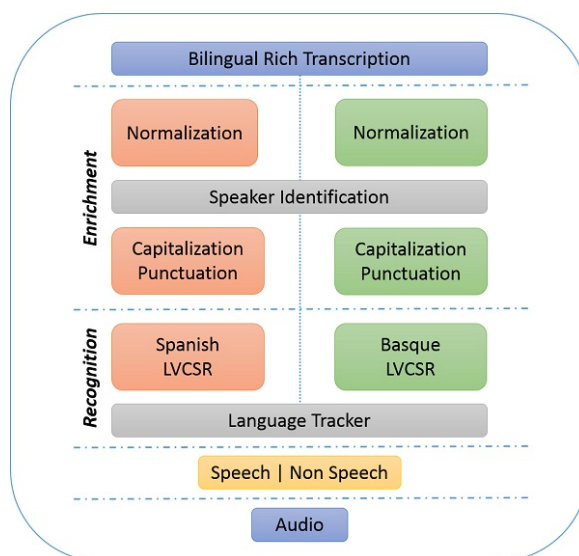 Bilingual Rich Transcription
Enrichment
Normalization
Normalization
Speaker Identification
Capitalization
Punctuation
Capitalization
Punctuation
Recognition
Spanish
LVCSR
Basque
LVCSR
Language Tracker
Speech | Non Speech
Audio